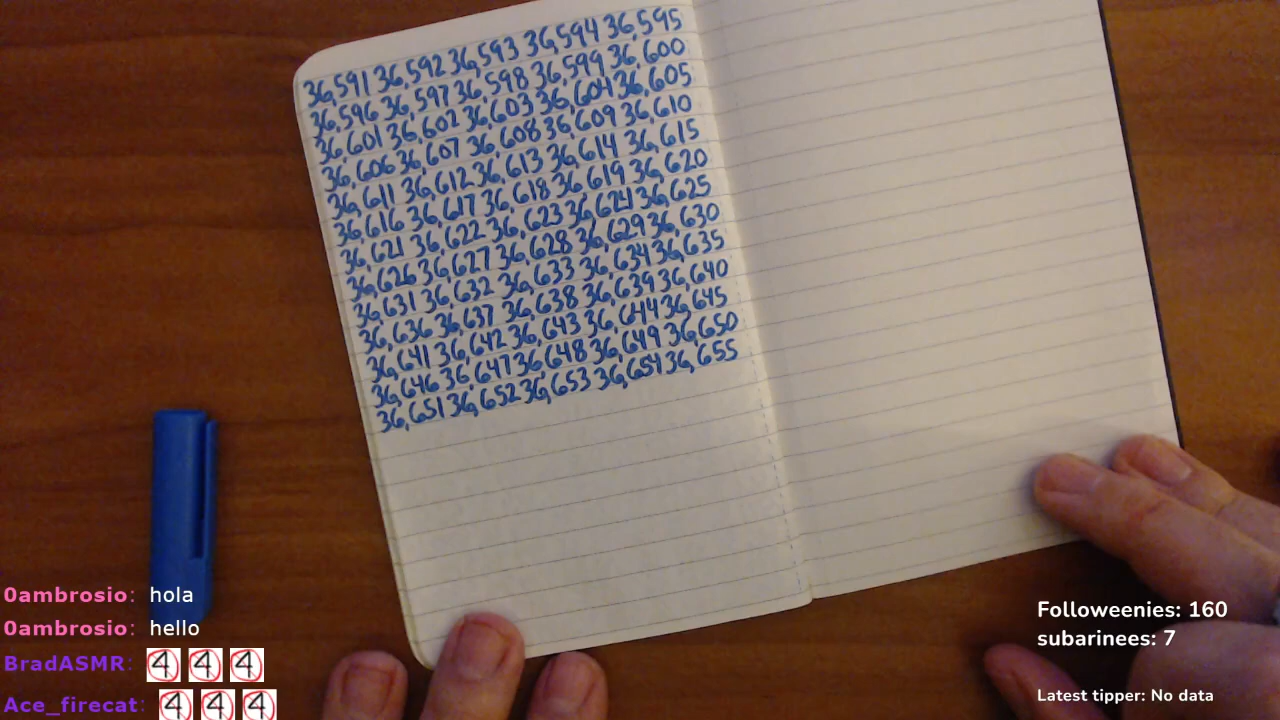 36,591 36,592 36,593 36,594 36,595
36,596 36,597 36,598 36,599 36,600
36,601 36,602 36,603 36,604 36,605
36,606 36,607 36,608 36,609 36,610
36,611 36,612 36,613 36,614 36,615
36,616 36,617 36,618 36,619 36,620
36,621 36,622 36,623 36,624 36,625
36,626 36,627 36,628 36,629 36,630
36,631 36,632 36,633 36,634 36,635
36,636 36,637 36,638 36,639 36,640
36,641 36,642 36,643 36,644 36,645
36,646 36,647 36,648 36,649 36,650
36,651 36,652 36,653 36,654 36,655
0ambrosio: hola
0ambrosio: hello
BradASMR: 4 4 4
Ace_firecat: 4 4 4
Followeenies: 160
subarinees: 7
Latest tipper: No data